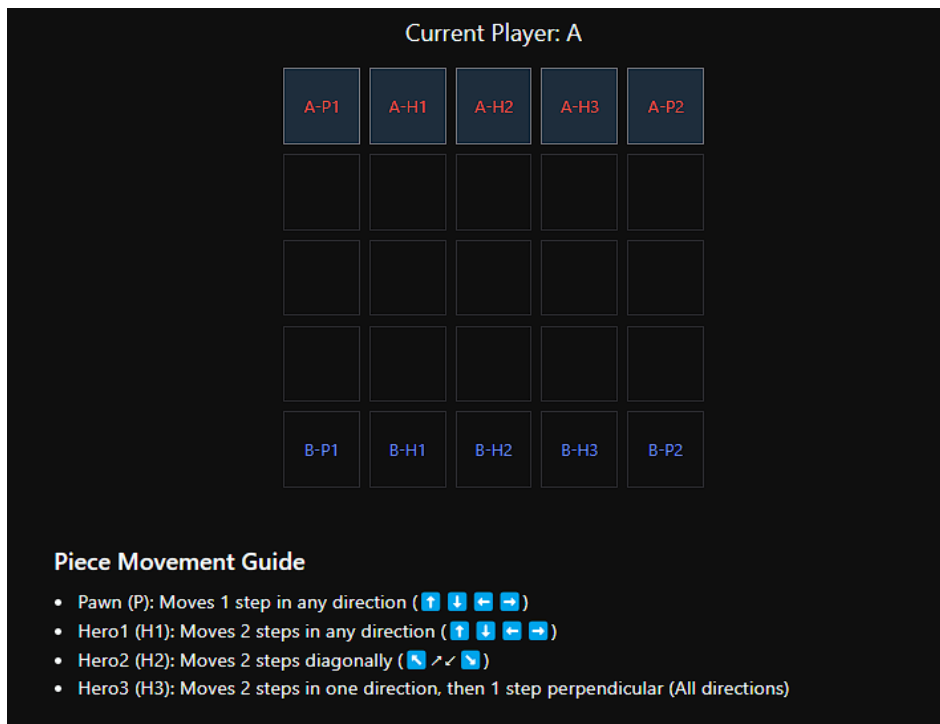 Current Player: A
A-P1 A-H1 A-H2 A-H3 A-P2
B-P1 B-H1 B-H2 B-H3 B-P2
Piece Movement Guide
• Pawn (P): Moves 1 step in any direction (⬆️ ⬇️ ⬅️ ➡️)
• Hero1 (H1): Moves 2 steps in any direction (⬆️ ⬇️ ⬅️ ➡️)
• Hero2 (H2): Moves 2 steps diagonally (↖️ ↗↙ ↘️)
• Hero3 (H3): Moves 2 steps in one direction, then 1 step perpendicular (All directions)